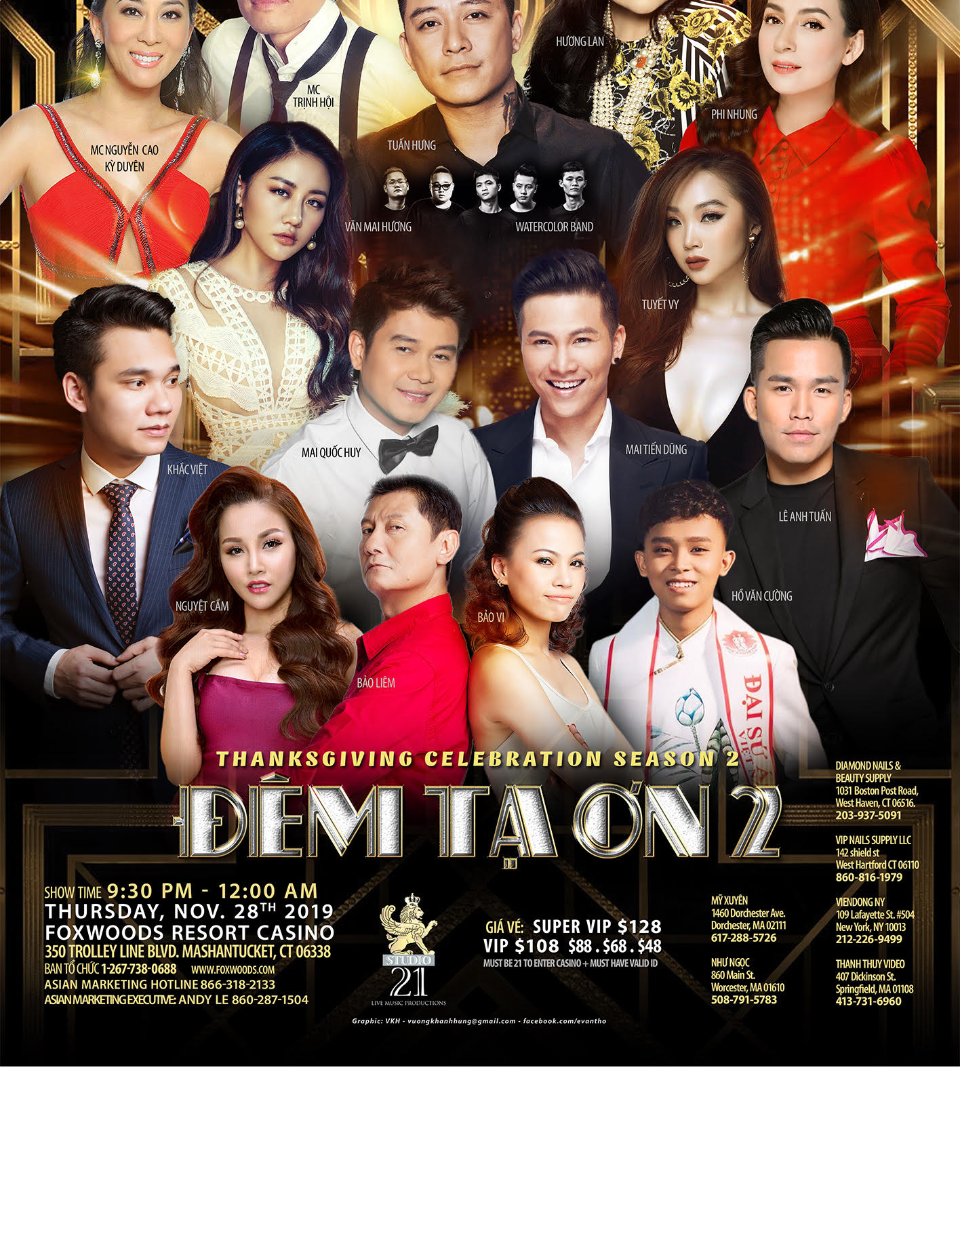 HƯƠNG LAN
MC
TRỊNH HỘI
PHI NHUNG
MC NGUYỄN CAO
KỲ DUYÊN
TUẤN HƯNG
VĂN MAI HƯƠNG
WATERCOLOR BAND
TUYẾT VY
MAI QUỐC HUY
MAI TIẾN DŨNG
KHẮC VIỆT
LÊ ANH TUẤN
HỒ VĂN CƯỜNG
NGUYỆT CẦM
BẢO VI
BẢO LIÊM
ĐẠI SỨ
VIỆT
THANKSGIVING CELEBRATION SEASON 2
ĐÊM TẠ ƠN 2
SHOW TIME 9:30 PM - 12:00 AM
THURSDAY, NOV. 28TH 2019
FOXWOODS RESORT CASINO
350 TROLLEY LINE BLVD. MASHANTUCKET, CT 06338
BAN TỔ CHỨC 1-267-738-0688 WWW.FOXWOODS.COM
ASIAN MARKETING HOTLINE 866-318-2133
ASIAN MARKETING EXECUTIVE: ANDY LE 860-287-1504
STUDIO
21
LIVE MUSIC PRODUCTIONS
GIÁ VÉ: SUPER VIP $128
VIP $108 $88 . $68 . $48
MUST BE 21 TO ENTER CASINO + MUST HAVE VALID ID
Graphic: VKH - vuongkhanhhung@gmail.com - facebook.com/evantho
MỸ XUYÊN
1460 Dorchester Ave.
Dorchester, MA 02111
617-288-5726
NHƯ NGỌC
860 Main St.
Worcester, MA 01610
508-791-5783
DIAMOND NAILS &
BEAUTY SUPPLY
1031 Boston Post Road,
West Haven, CT 06516.
203-937-5091
VIP NAILS SUPPLY LLC
142 shield st
West Hartford CT 06110
860-816-1979
VIENDONG NY
109 Lafayette St. #504
New York, NY 10013
212-226-9499
THANH THUY VIDEO
407 Dickinson St.
Springfield, MA 01108
413-731-6960